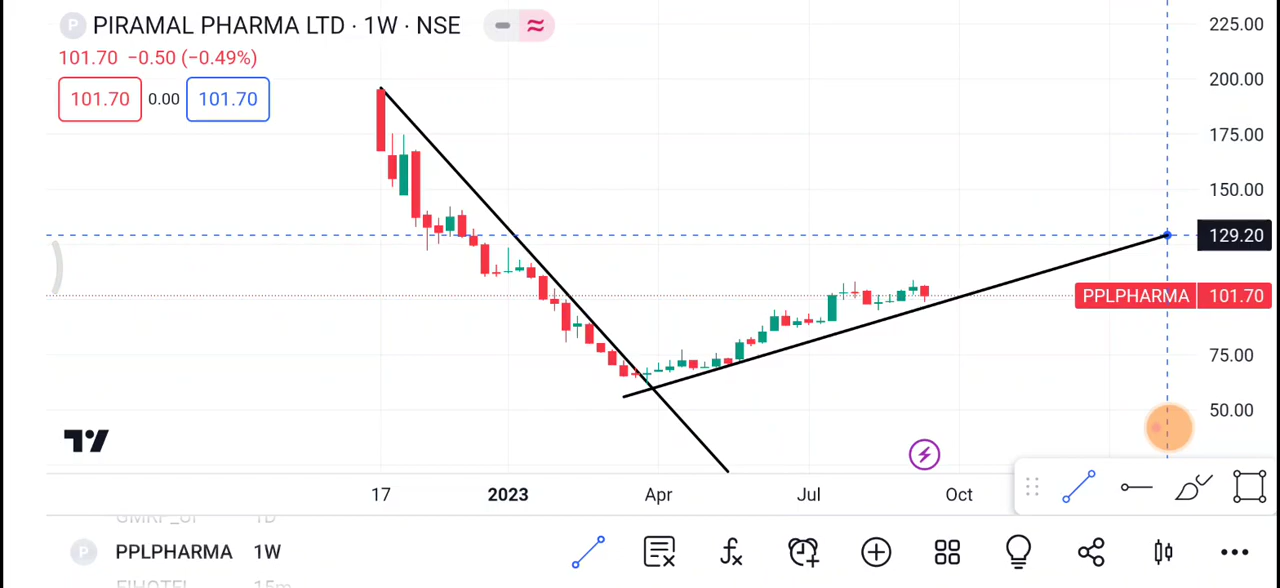 P PIRAMAL PHARMA LTD · 1W · NSE
101.70 −0.50 (−0.49%)
101.70 0.00 101.70
225.00
200.00
175.00
150.00
129.20
PPLPHARMA 101.70
75.00
50.00
17 2023 Apr Jul Oct
P PPLPHARMA 1W